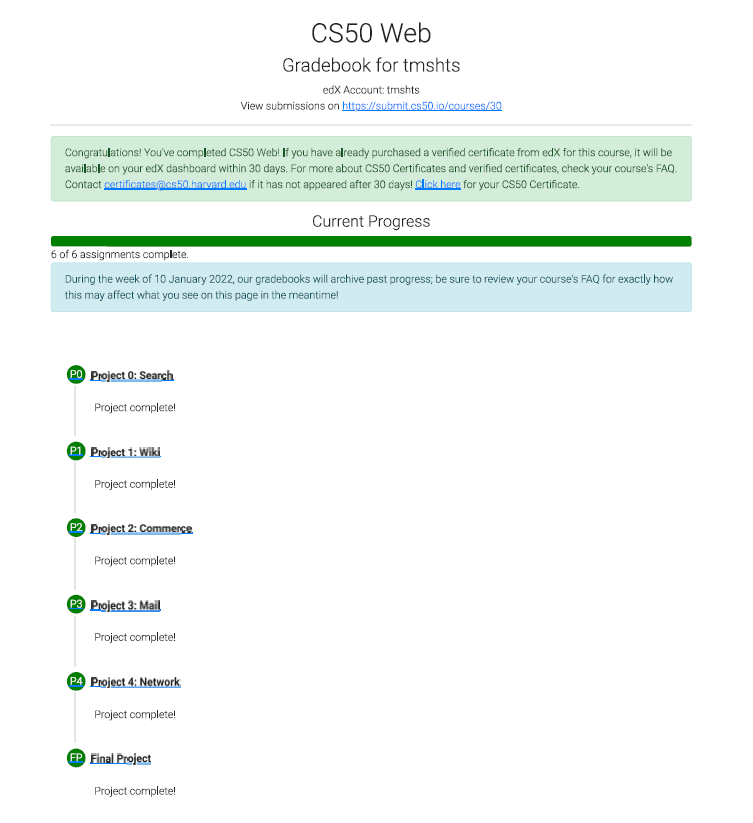 CS50 Web
Gradebook for tmshts
edX Account: tmshts
View submissions on https://submit.cs50.io/courses/30
Congratulations! You've completed CS50 Web! If you have already purchased a verified certificate from edX for this course, it will be
available on your edX dashboard within 30 days. For more about CS50 Certificates and verified certificates, check your course's FAQ.
Contact certificates@cs50.harvard.edu if it has not appeared after 30 days! Click here for your CS50 Certificate.
Current Progress
6 of 6 assignments complete.
During the week of 10 January 2022, our gradebooks will archive past progress; be sure to review your course's FAQ for exactly how
this may affect what you see on this page in the meantime!
P0 Project 0: Search
Project complete!
P1 Project 1: Wiki
Project complete!
P2 Project 2: Commerce
Project complete!
P3 Project 3: Mail
Project complete!
P4 Project 4: Network
Project complete!
FP Final Project
Project complete!